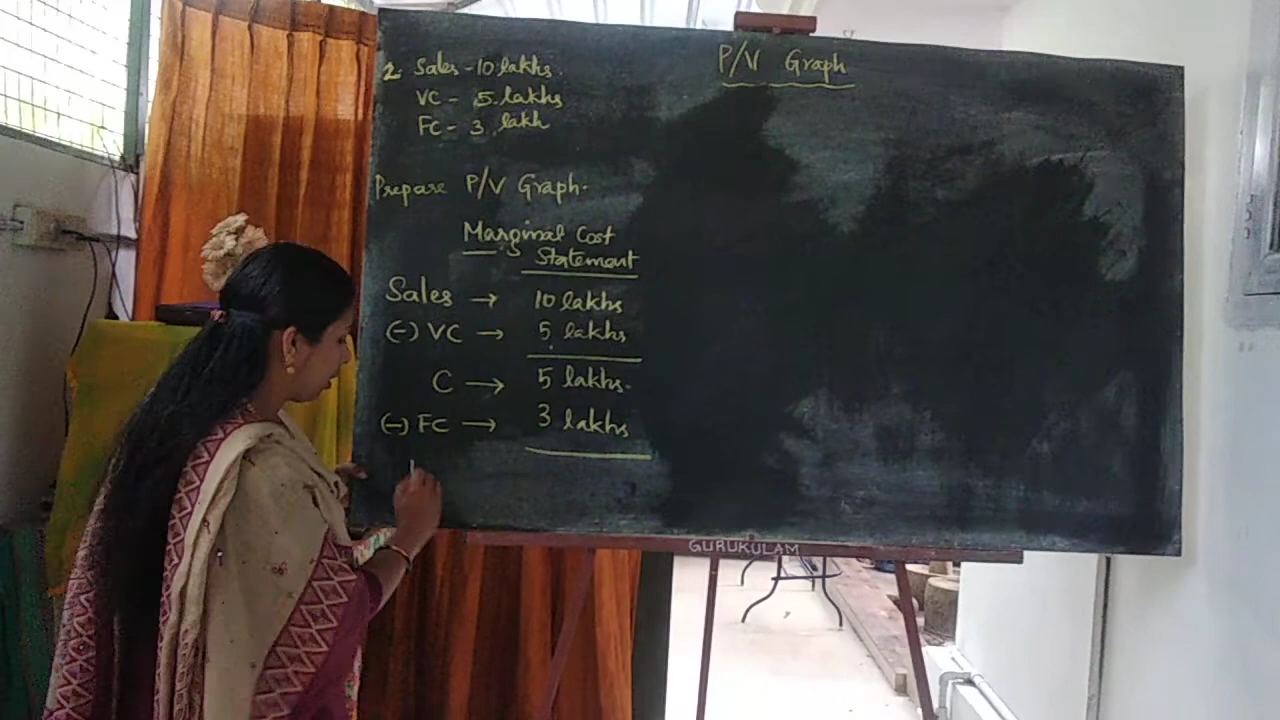 2. Sales - 10 lakhs.
VC - 5 lakhs
FC - 3 lakh
Prepare P/V Graph.
Marginal Cost
Statement
Sales → 10 lakhs
(-) VC → 5 lakhs
C → 5 lakhs.
(-) FC → 3 lakhs
P/V Graph
GURUKULAM